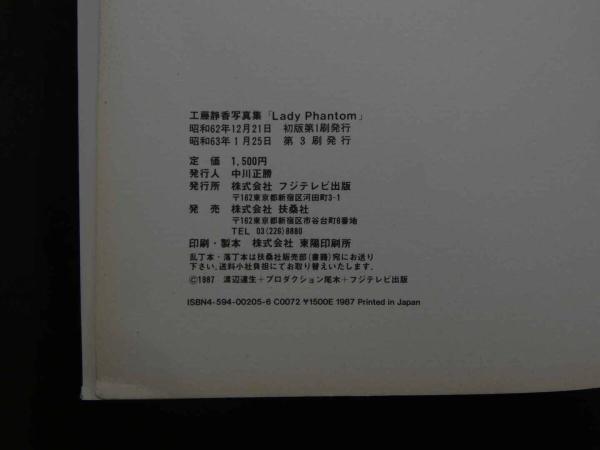 工藤静香写真集「Lady Phantom」
昭和62年12月21日 初版第1刷発行
昭和63年1月25日 第3刷発行
定 価 1,500円
発行人 中川正勝
発行所 株式会社 フジテレビ出版
〒162東京都新宿区河田町3-1
発 売 株式会社 扶桑社
〒162東京都新宿区市谷台町6番地
TEL 03(226)8880
印刷・製本 株式会社 東陽印刷所
乱丁本・落丁本は扶桑社販売部(書籍)宛にお送り
下さい。送料小社負担にてお取り替えいたします。
©1987 渡辺達生+プロダクション尾木+フジテレビ出版
ISBN4-594-00205-6 C0072 ¥1500E 1987 Printed in Japan